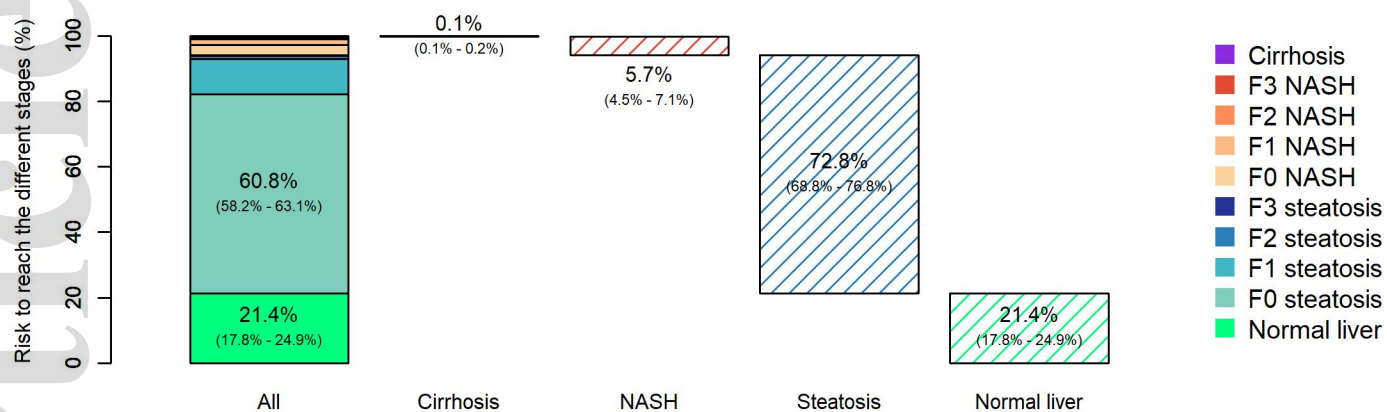 Risk to reach the different stages (%)
100
80
60
40
20
0
60.8%
(58.2% - 63.1%)
21.4%
(17.8% - 24.9%)
0.1%
(0.1% - 0.2%)
5.7%
(4.5% - 7.1%)
72.8%
(68.8% - 76.8%)
21.4%
(17.8% - 24.9%)
All
Cirrhosis
NASH
Steatosis
Normal liver
Cirrhosis
F3 NASH
F2 NASH
F1 NASH
F0 NASH
F3 steatosis
F2 steatosis
F1 steatosis
F0 steatosis
Normal liver